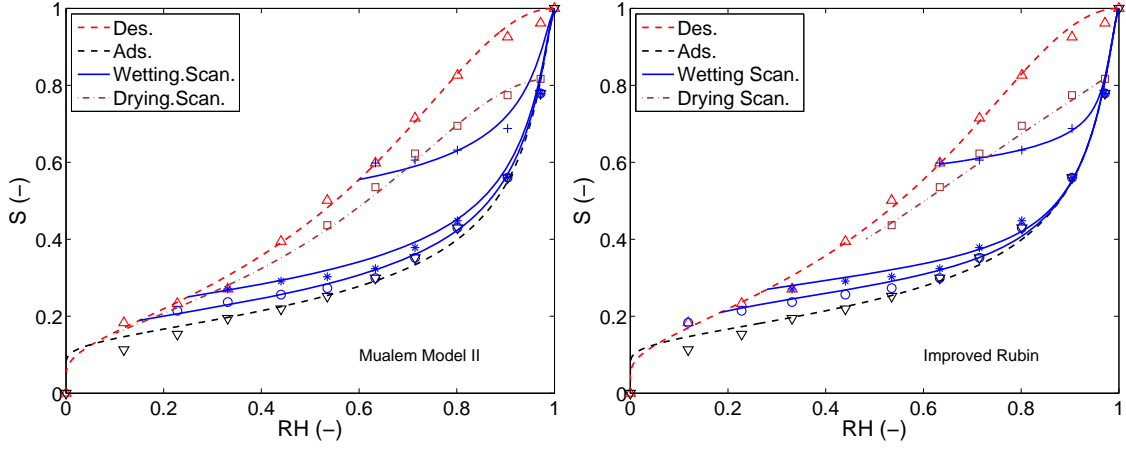 1
0.8
0.6
0.4
0.2
0
S (−)
Des.
Ads.
Wetting.Scan.
Drying.Scan.
Mualem Model II
0 0.2 0.4 0.6 0.8 1
RH (−)
1
0.8
0.6
0.4
0.2
0
S (−)
Des.
Ads.
Wetting Scan.
Drying Scan.
Improved Rubin
0 0.2 0.4 0.6 0.8 1
RH (−)